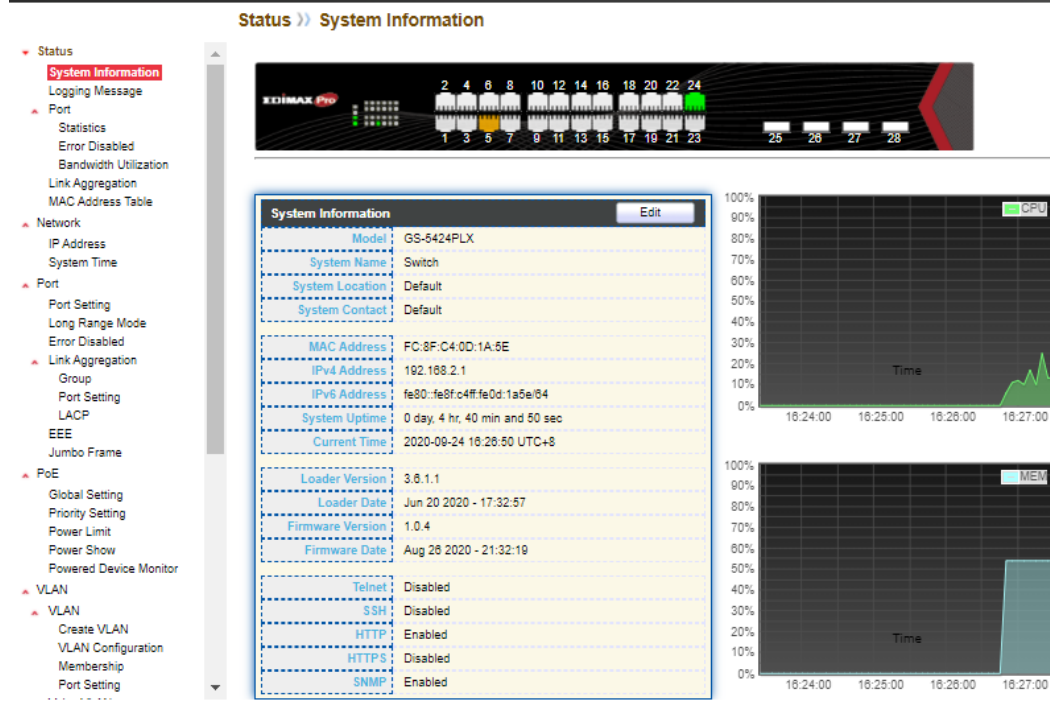 Status » System Information
Status
System Information
Logging Message
Port
Statistics
Error Disabled
Bandwidth Utilization
Link Aggregation
MAC Address Table
Network
IP Address
System Time
Port
Port Setting
Long Range Mode
Error Disabled
Link Aggregation
Group
Port Setting
LACP
EEE
Jumbo Frame
PoE
Global Setting
Priority Setting
Power Limit
Power Show
Powered Device Monitor
VLAN
VLAN
Create VLAN
VLAN Configuration
Membership
Port Setting
EDIMAX Pro
2 4 6 8 10 12 14 16 18 20 22 24
1 3 5 7 9 11 13 15 17 19 21 23 25 26 27 28
System Information Edit
Model GS-5424PLX
System Name Switch
System Location Default
System Contact Default
MAC Address FC:8F:C4:0D:1A:5E
IPv4 Address 192.168.2.1
IPv6 Address fe80::fe8f:c4ff:fe0d:1a5e/64
System Uptime 0 day, 4 hr, 40 min and 50 sec
Current Time 2020-09-24 16:26:50 UTC+8
Loader Version 3.6.1.1
Loader Date Jun 20 2020 - 17:32:57
Firmware Version 1.0.4
Firmware Date Aug 26 2020 - 21:32:19
Telnet Disabled
SSH Disabled
HTTP Enabled
HTTPS Disabled
SNMP Enabled
100%
CPU
90%
80%
70%
60%
50%
40%
30%
20%
Time
10%
0%
16:24:00 16:25:00 16:26:00 16:27:00
100%
MEM
90%
80%
70%
60%
50%
40%
30%
20%
Time
10%
0%
16:24:00 16:25:00 16:26:00 16:27:00